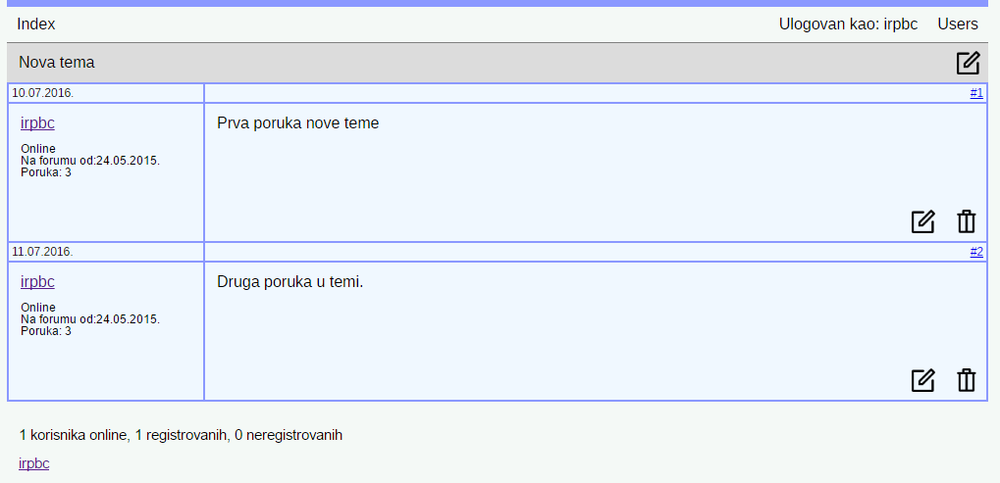 Index Ulogovan kao: irpbc Users
Nova tema
10.07.2016. #1
irpbc Prva poruka nove teme
Online
Na forumu od:24.05.2015.
Poruka: 3
11.07.2016. #2
irpbc Druga poruka u temi.
Online
Na forumu od:24.05.2015.
Poruka: 3
1 korisnika online, 1 registrovanih, 0 neregistrovanih
irpbc